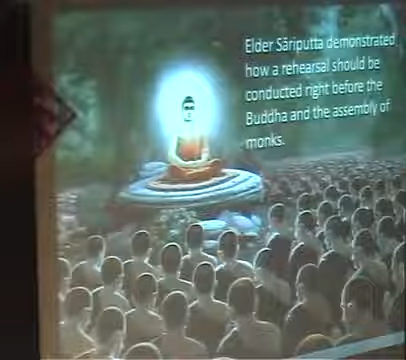 Elder Sāriputta demonstrated
how a rehearsal should be
conducted right before the
Buddha and the assembly of
monks.